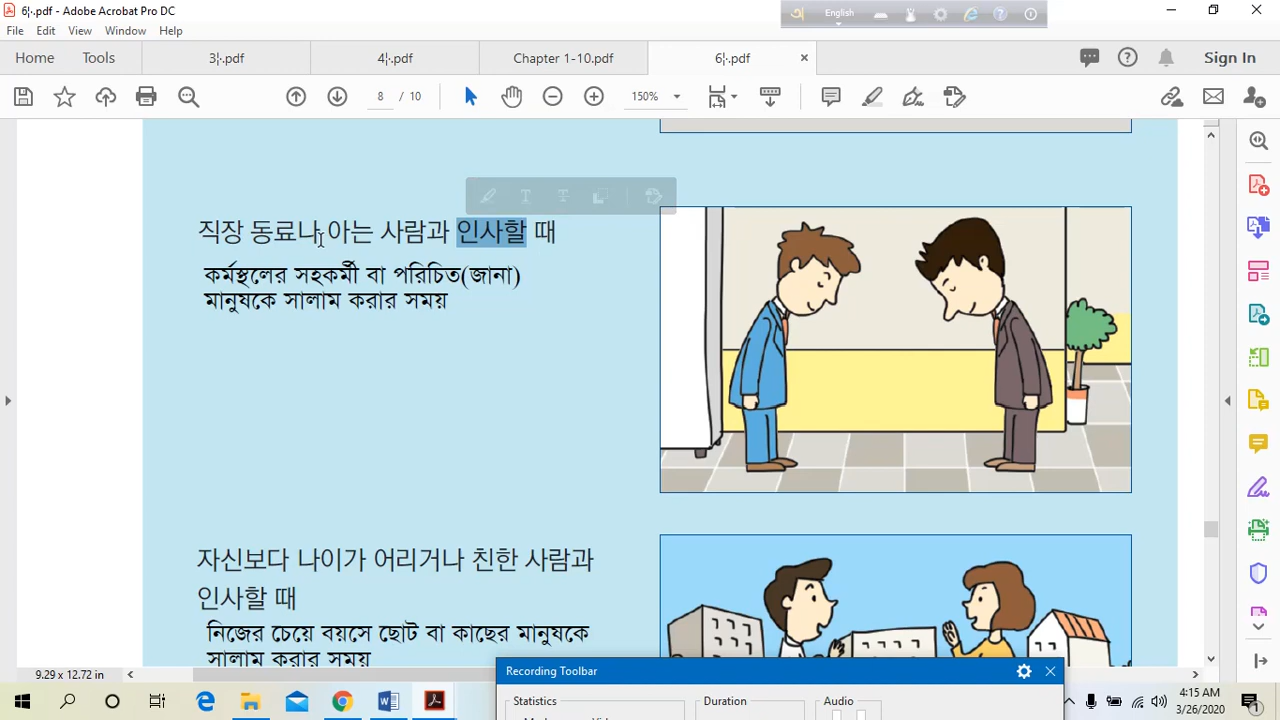 6¦›.pdf - Adobe Acrobat Pro DC
English
File Edit View Window Help
Home Tools 3¦›.pdf 4¦›.pdf Chapter 1-10.pdf 6¦›.pdf × Sign In
8 / 10 150%
직장 동료나 아는 사람과 인사할 때
কর্মস্থলের সহকর্মী বা পরিচিত(জানা)
মানুষকে সালাম করার সময়
자신보다 나이가 어리거나 친한 사람과
인사할 때
নিজের চেয়ে বয়সে ছোট বা কাছের মানুষকে
সালাম করার সময়
9.29 x 12.72 in
Recording Toolbar
Statistics Duration Audio
4:15 AM
3/26/2020